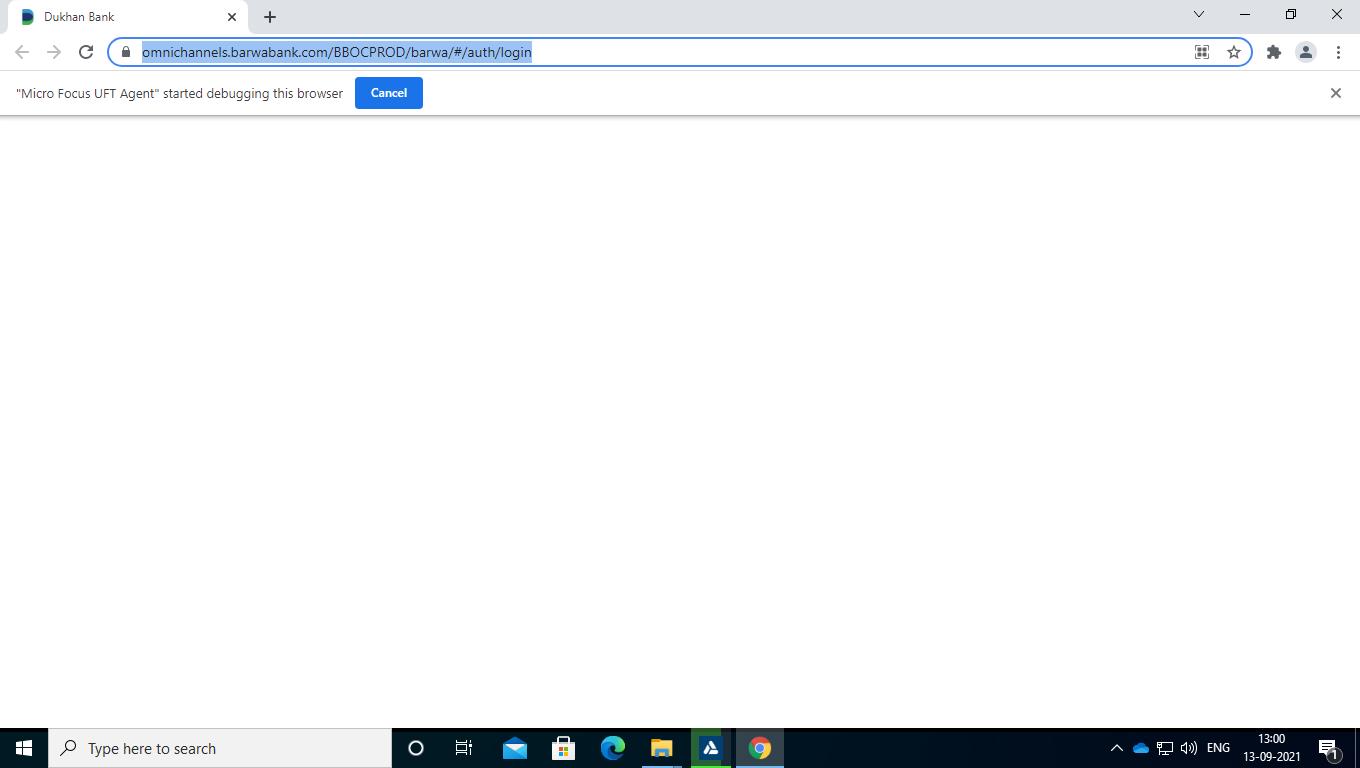 Dukhan Bank
omnichannels.barwabank.com/BBOCPROD/barwa/#/auth/login
"Micro Focus UFT Agent" started debugging this browser
Cancel
Type here to search
ENG
13:00
13-09-2021
1